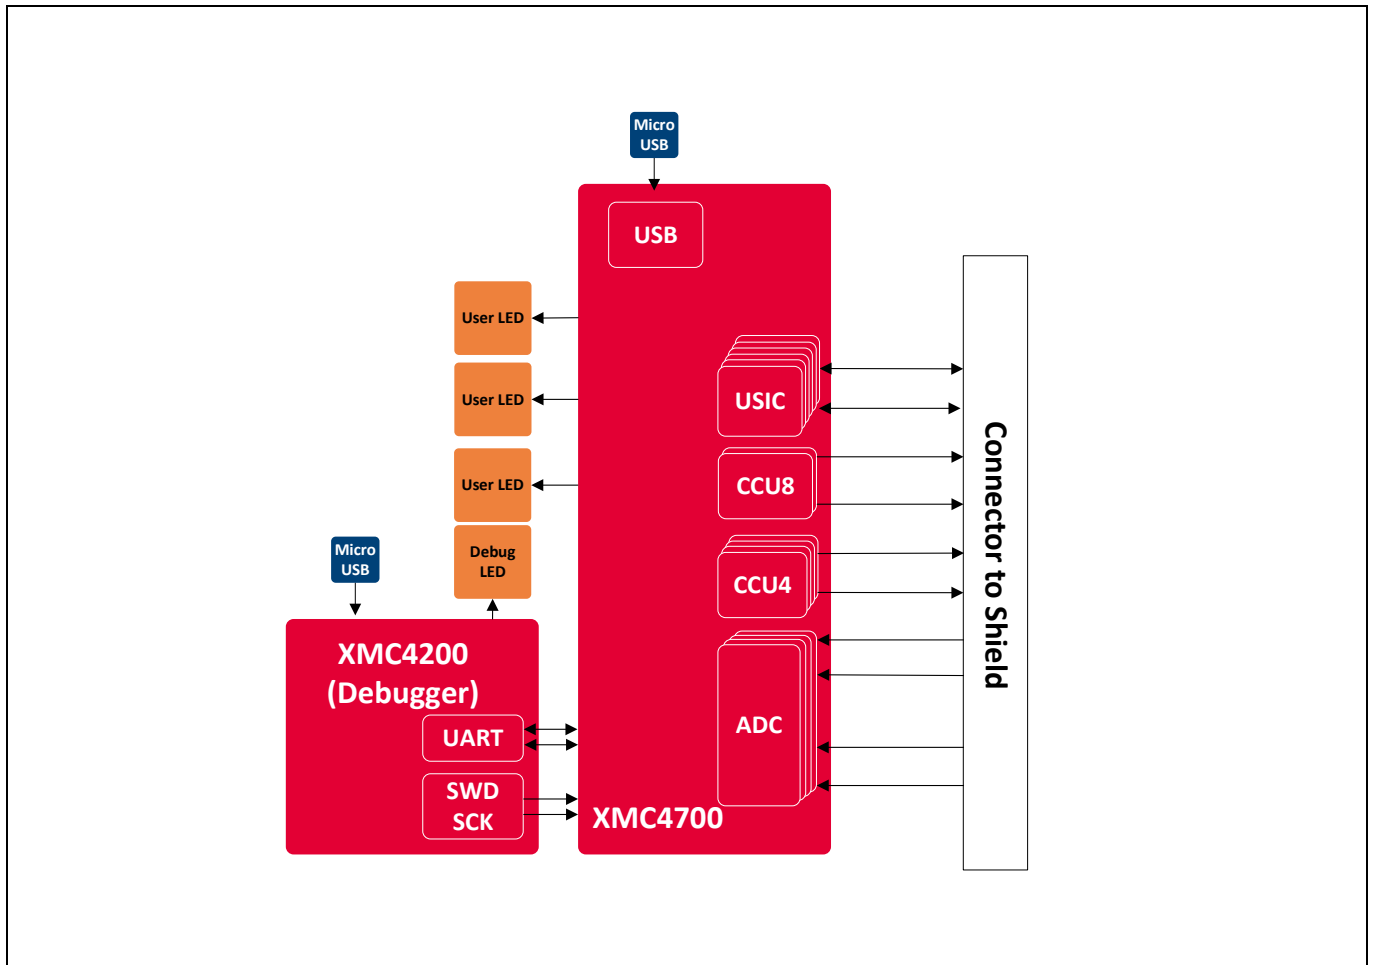 Micro
USB
USB
User LED
User LED
User LED
Debug
LED
Micro
USB
XMC4200
(Debugger)
UART
SWD
SCK
XMC4700
USIC
CCU8
CCU4
ADC
Connector to Shield